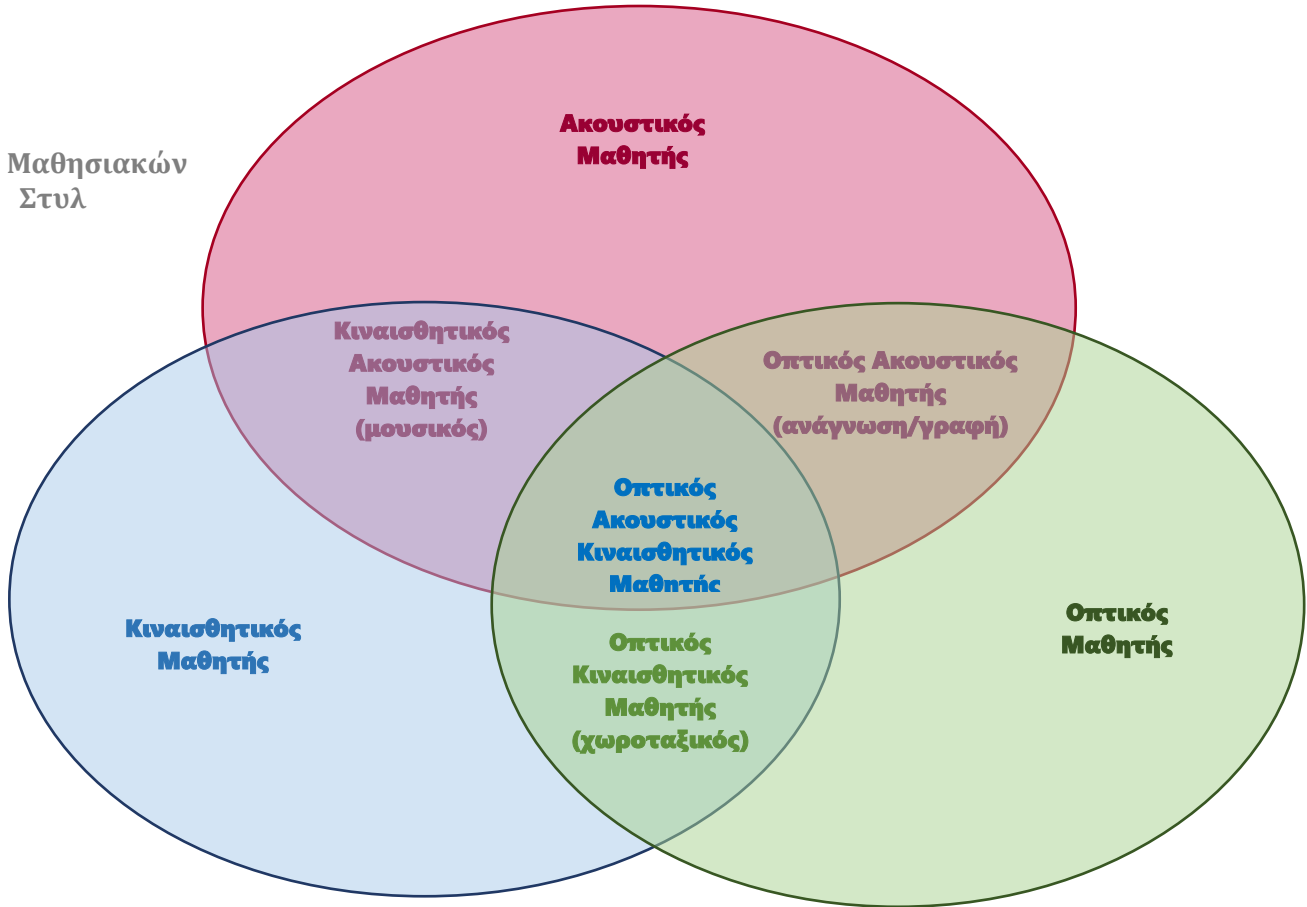 Μαθησιακών
Στυλ
Ακουστικός
Μαθητής
Κιναισθητικός
Ακουστικός
Μαθητής
(μουσικός)
Οπτικός Ακουστικός
Μαθητής
(ανάγνωση/γραφή)
Οπτικός
Ακουστικός
Κιναισθητικός
Μαθητής
Κιναισθητικός
Μαθητής
Οπτικός
Κιναισθητικός
Μαθητής
(χωροταξικός)
Οπτικός
Μαθητής